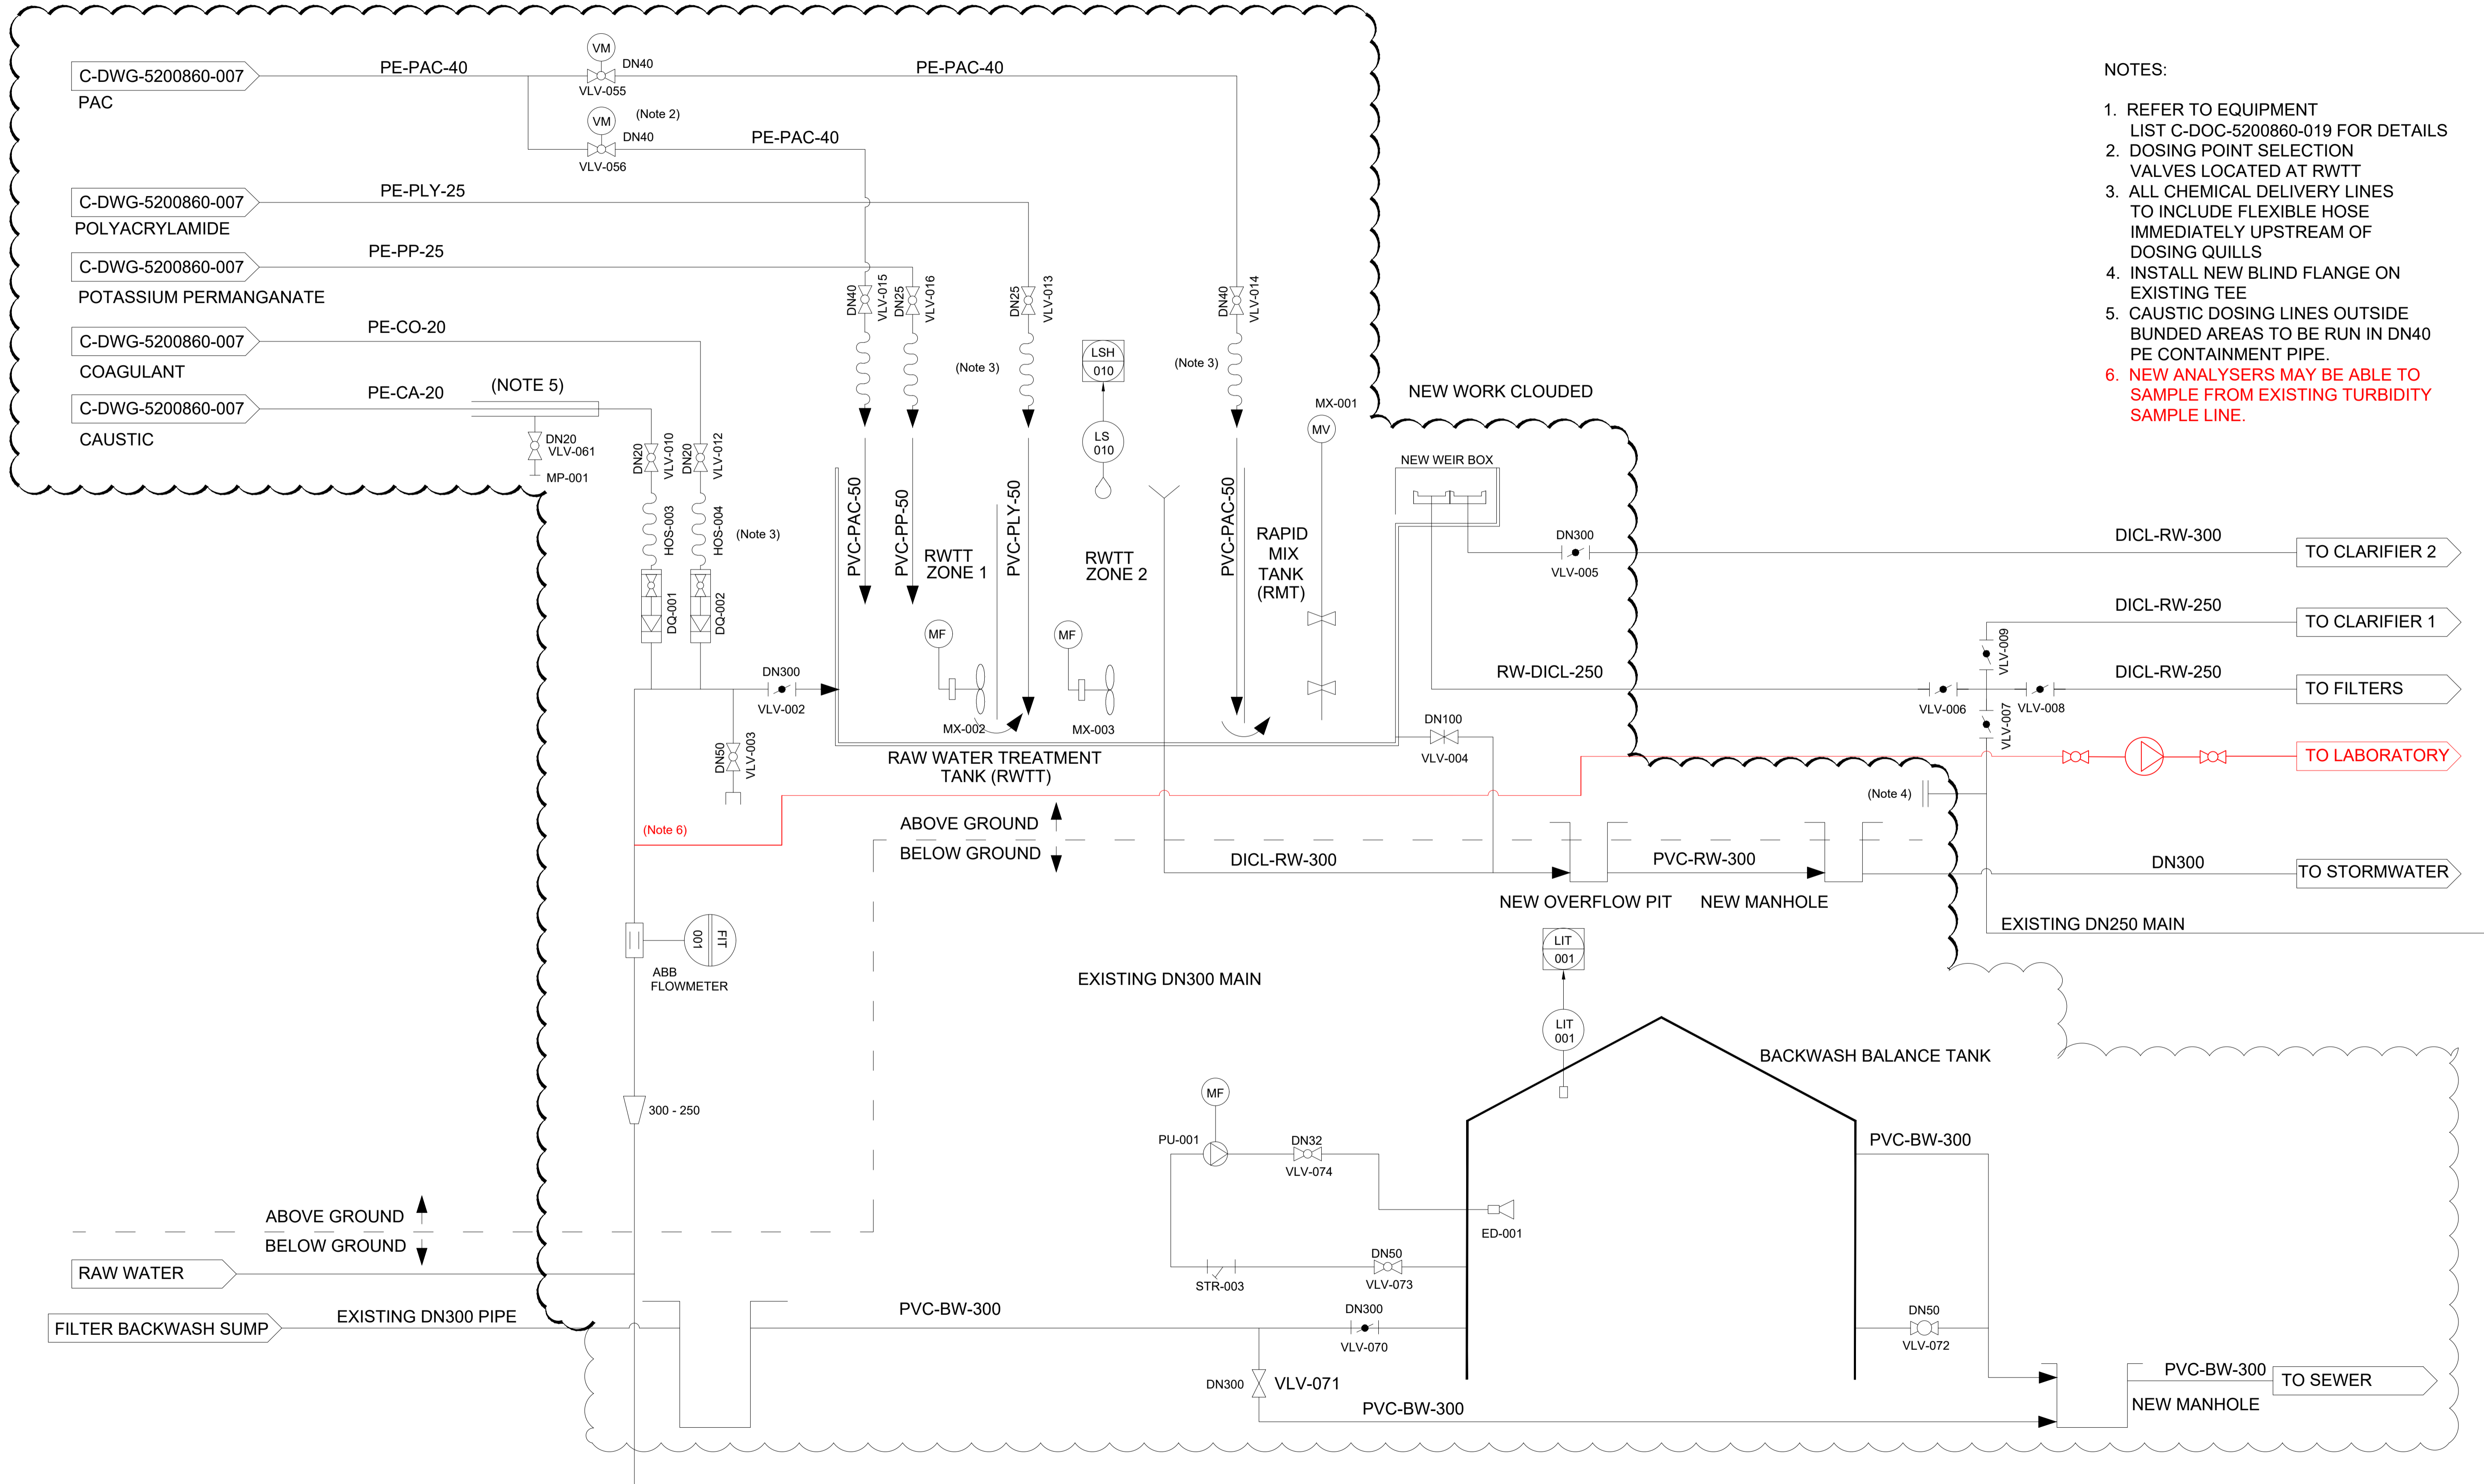 C-DWG-5200860-007
PAC
PE-PAC-40
VM
DN40
VLV-055
PE-PAC-40
VM
(Note 2)
DN40
VLV-056
PE-PAC-40
C-DWG-5200860-007
POLYACRYLAMIDE
PE-PLY-25
C-DWG-5200860-007
POTASSIUM PERMANGANATE
PE-PP-25
C-DWG-5200860-007
COAGULANT
PE-CO-20
C-DWG-5200860-007
CAUSTIC
PE-CA-20
(NOTE 5)
DN20
VLV-061
MP-001
DN20
VLV-010
DN20
VLV-012
HOS-003
HOS-004
(Note 3)
DQ-001
DQ-002
DN40
VLV-015
DN25
VLV-016
DN25
VLV-013
DN40
VLV-014
(Note 3)
(Note 3)
LSH
010
LS
010
MX-001
MV
NEW WORK CLOUDED
NEW WEIR BOX
PVC-PAC-50
PVC-PP-50
PVC-PLY-50
PVC-PAC-50
RWTT
ZONE 1
RWTT
ZONE 2
RAPID
MIX
TANK
(RMT)
MF
MX-002
MF
MX-003
DN300
VLV-002
DN50
VLV-003
RAW WATER TREATMENT
TANK (RWTT)
DN300
VLV-005
RW-DICL-250
DN100
VLV-004
NOTES:
1. REFER TO EQUIPMENT
LIST C-DOC-5200860-019 FOR DETAILS
2. DOSING POINT SELECTION
VALVES LOCATED AT RWTT
3. ALL CHEMICAL DELIVERY LINES
TO INCLUDE FLEXIBLE HOSE
IMMEDIATELY UPSTREAM OF
DOSING QUILLS
4. INSTALL NEW BLIND FLANGE ON
EXISTING TEE
5. CAUSTIC DOSING LINES OUTSIDE
BUNDED AREAS TO BE RUN IN DN40
PE CONTAINMENT PIPE.
6. NEW ANALYSERS MAY BE ABLE TO
SAMPLE FROM EXISTING TURBIDITY
SAMPLE LINE.
DICL-RW-300
TO CLARIFIER 2
DICL-RW-250
TO CLARIFIER 1
VLV-009
DICL-RW-250
TO FILTERS
VLV-006
VLV-008
VLV-007
TO LABORATORY
(Note 4)
(Note 6)
ABOVE GROUND
BELOW GROUND
DICL-RW-300
PVC-RW-300
DN300
TO STORMWATER
NEW OVERFLOW PIT
NEW MANHOLE
EXISTING DN250 MAIN
FIT
001
ABB
FLOWMETER
EXISTING DN300 MAIN
LIT
001
LIT
001
BACKWASH BALANCE TANK
300 - 250
MF
PU-001
DN32
VLV-074
ED-001
PVC-BW-300
ABOVE GROUND
BELOW GROUND
RAW WATER
STR-003
DN50
VLV-073
FILTER BACKWASH SUMP
EXISTING DN300 PIPE
PVC-BW-300
DN300
VLV-070
DN50
VLV-072
DN300
VLV-071
PVC-BW-300
PVC-BW-300
TO SEWER
NEW MANHOLE